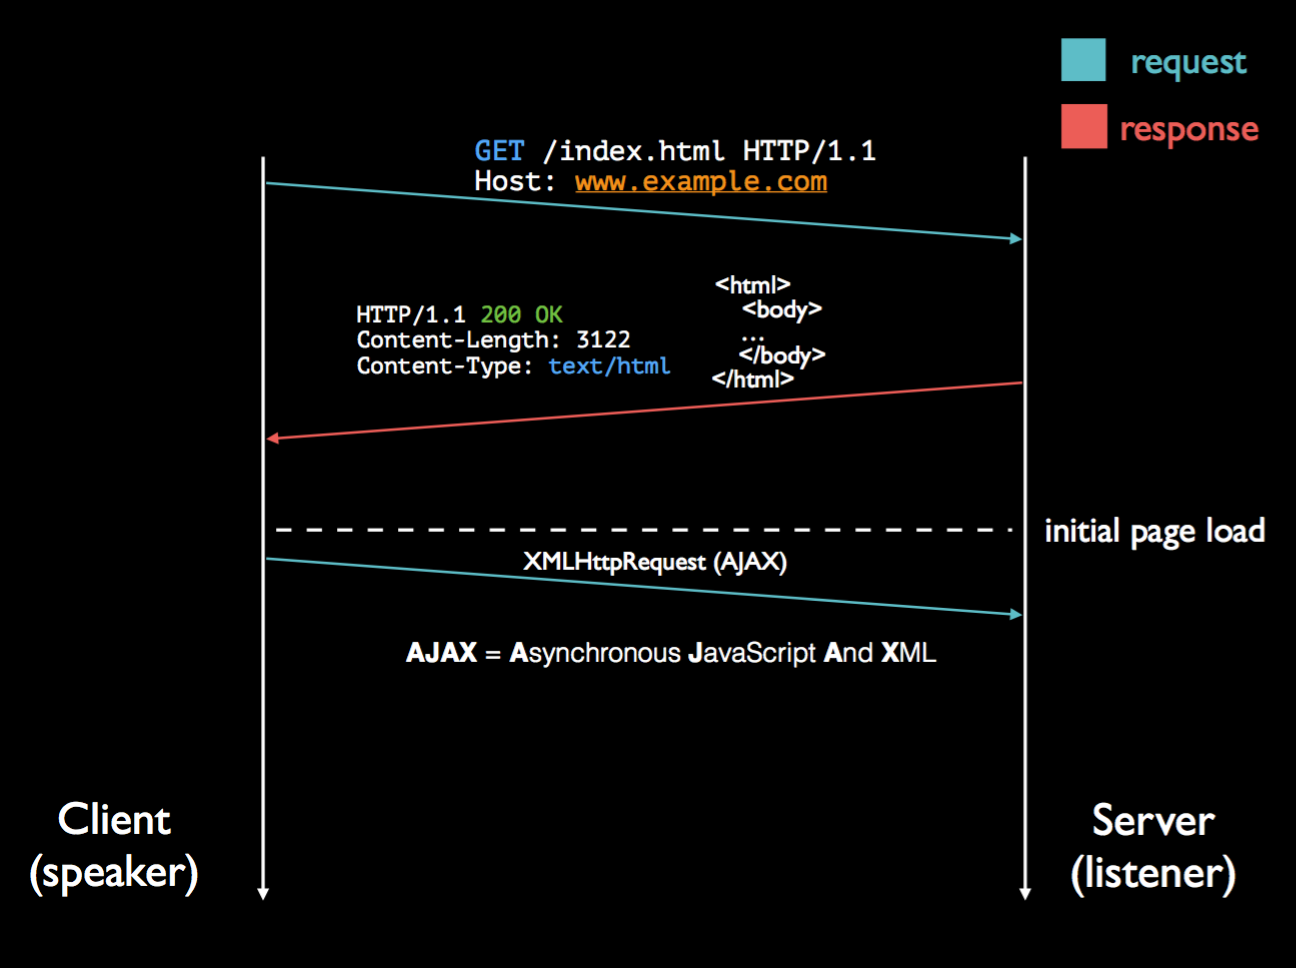 request
response
GET /index.html HTTP/1.1
Host: www.example.com
HTTP/1.1 200 OK
Content-Length: 3122
Content-Type: text/html
<html>
<body>
...
</body>
</html>
initial page load
XMLHttpRequest (AJAX)
AJAX = Asynchronous JavaScript And XML
Client
(speaker)
Server
(listener)